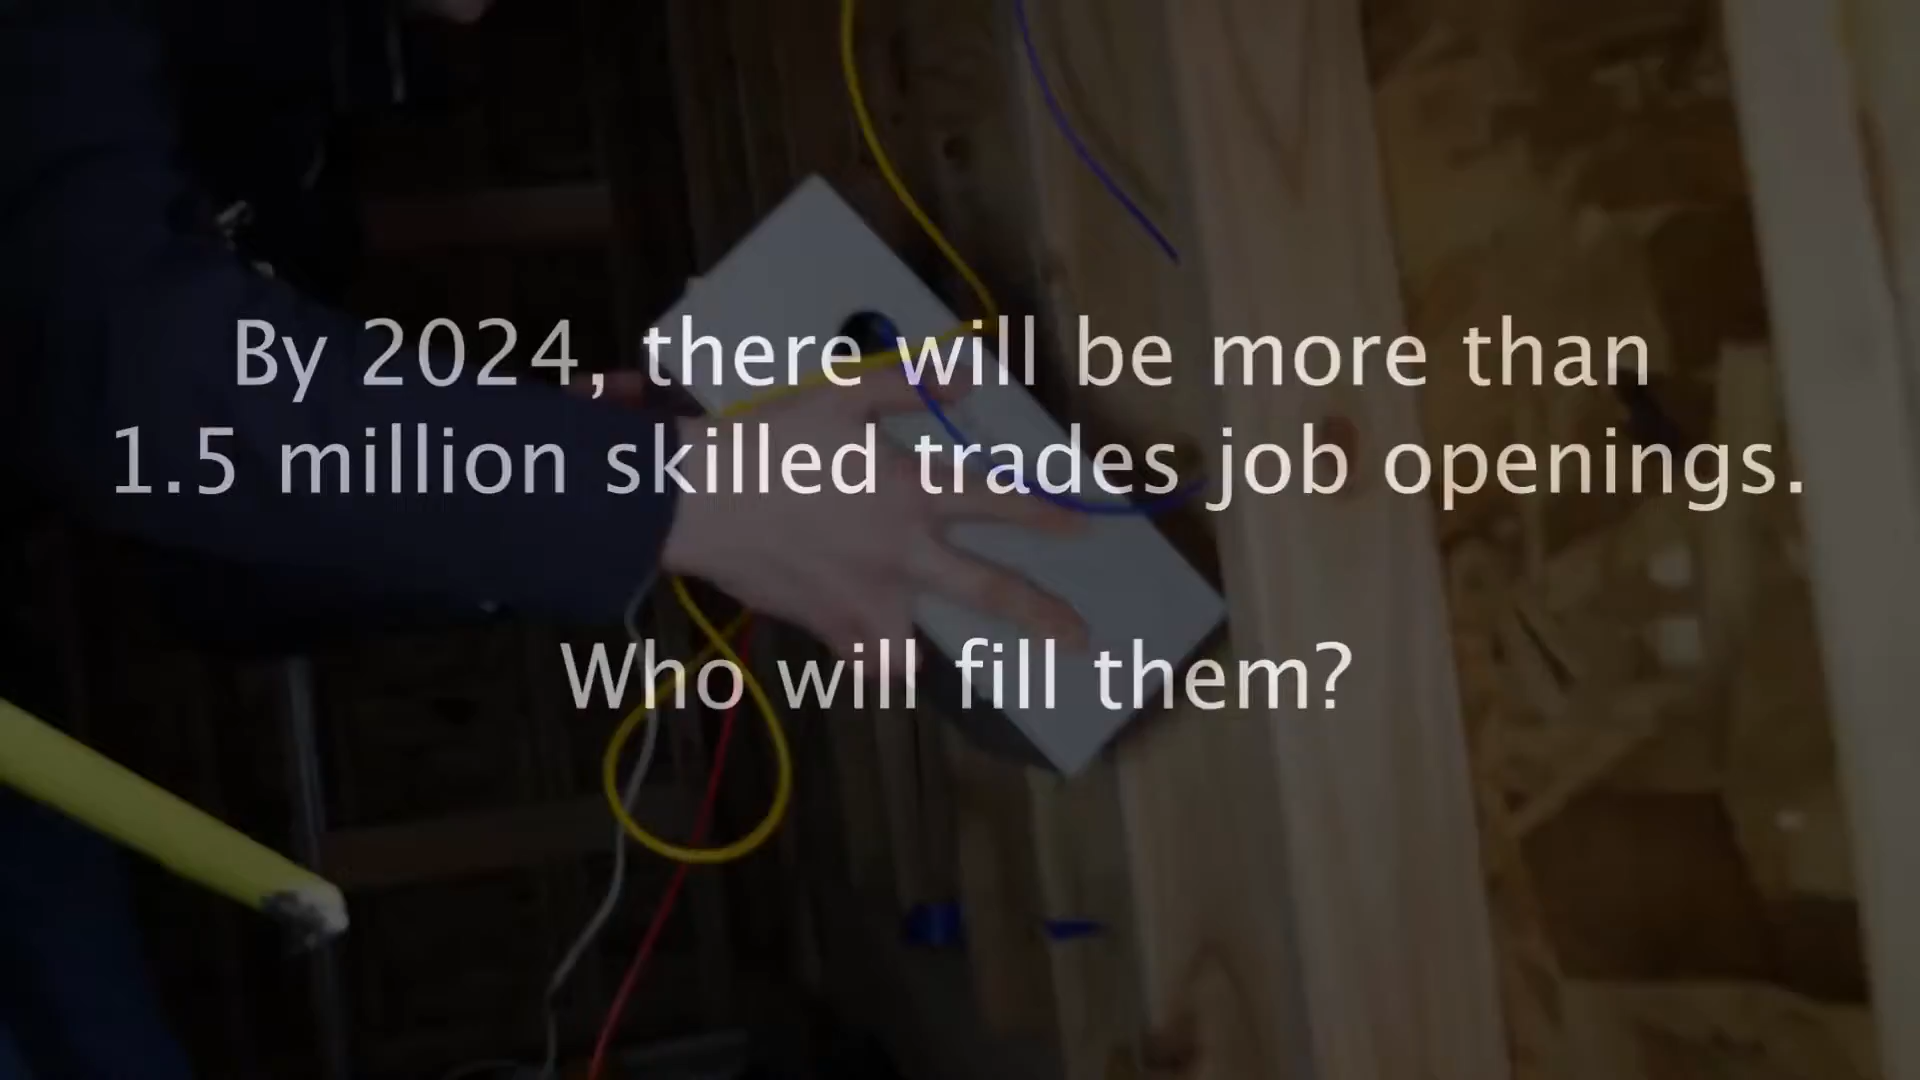 By 2024, there will be more than
1.5 million skilled trades job openings.
Who will fill them?